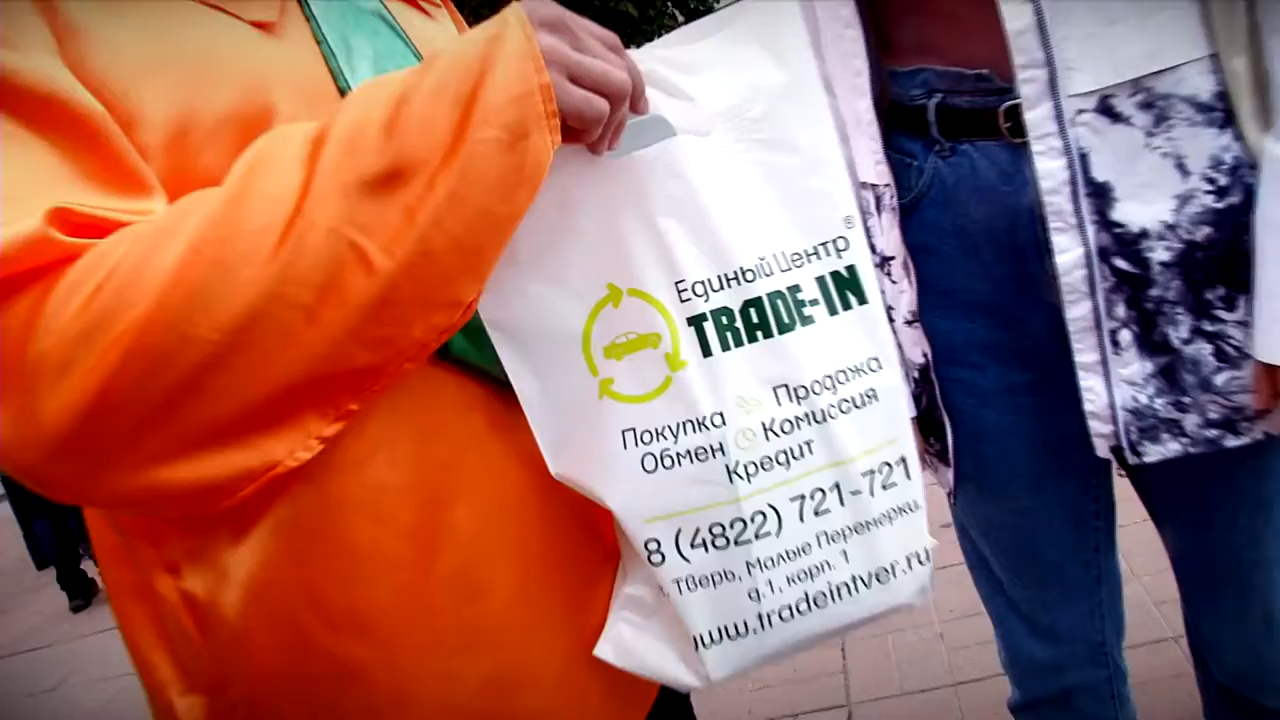 Единый Центр®
TRADE-IN
Покупка Продажа
Обмен Комиссия
Кредит
8 (4822) 721-721
Тверь, Малые Перемерки,
д.1, корп. 1
www.tradeintver.ru